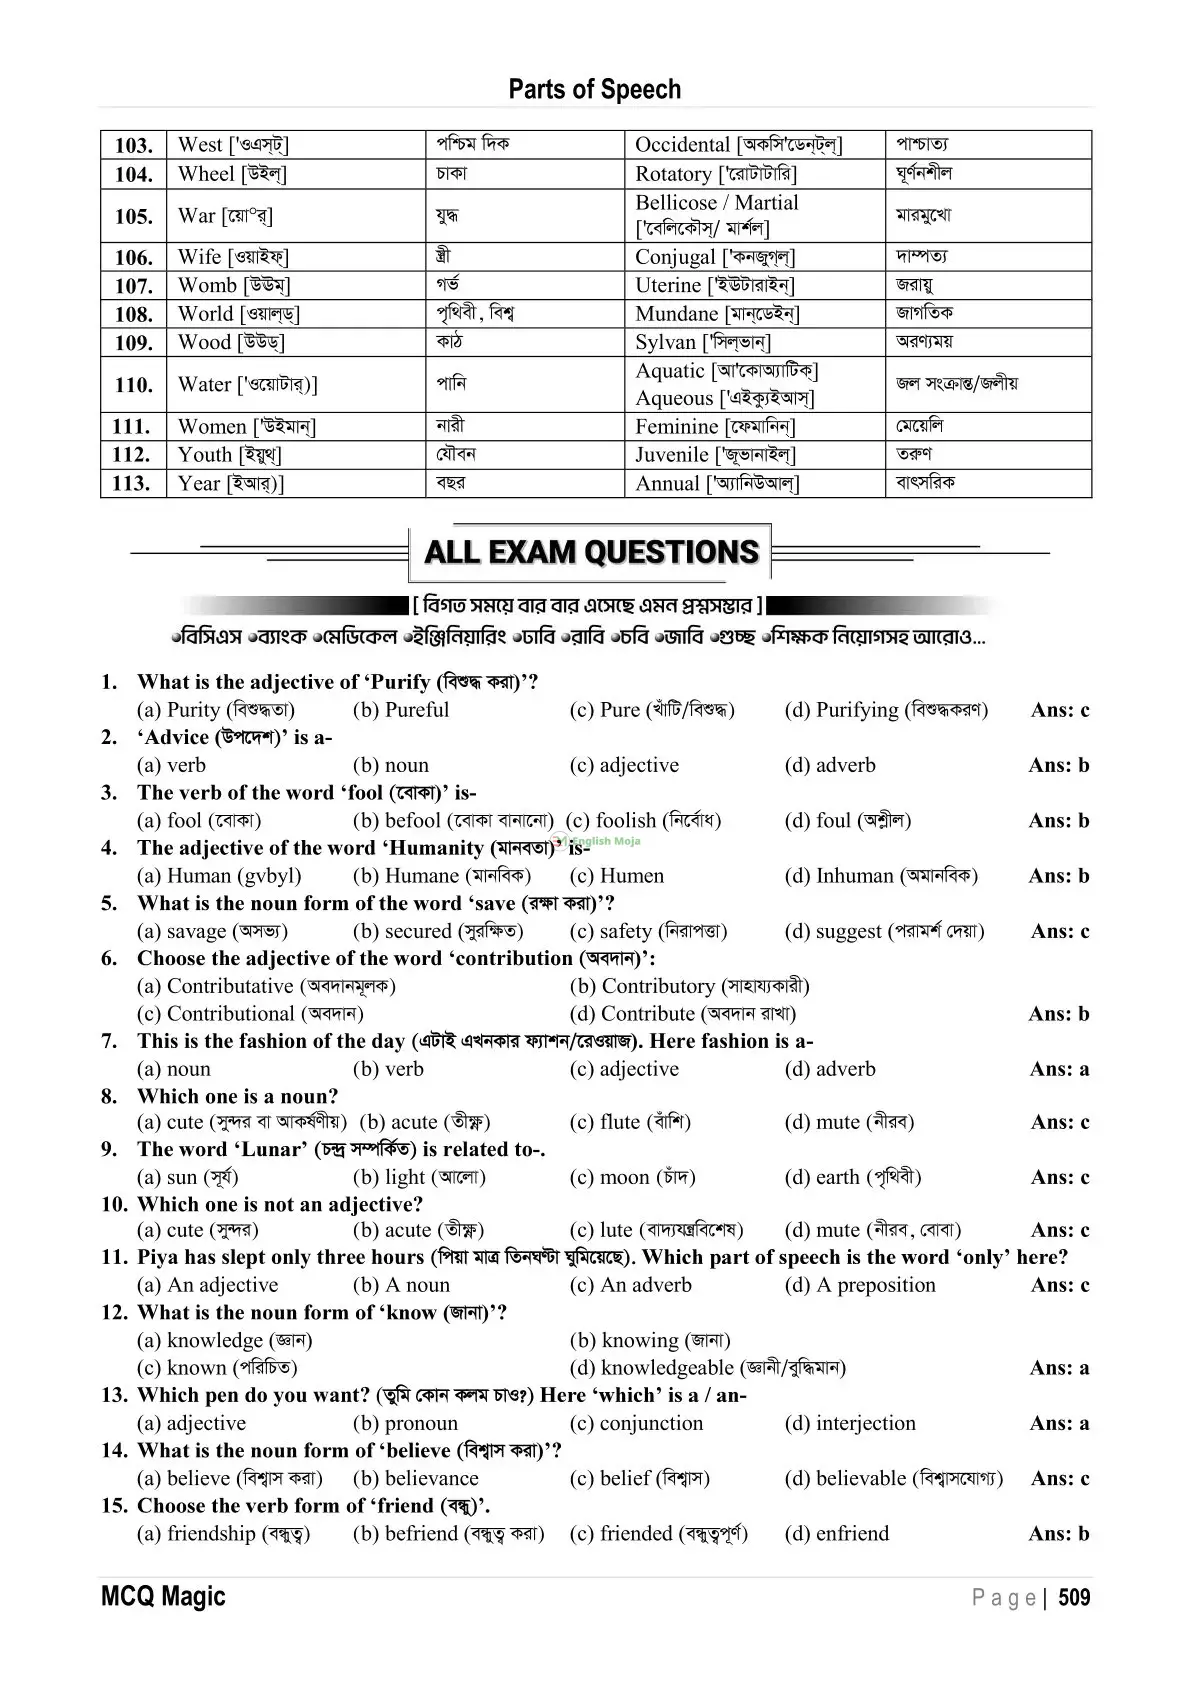 Parts of Speech
103. West ['ওএস্ট্] পশ্চিম দিক Occidental [অকসি'ডেন্ট্ল্] পাশ্চাত্য
104. Wheel [উইল্] চাকা Rotatory ['রোটাটারি] ঘূর্ণনশীল
105. War [য়ো°র্] যুদ্ধ Bellicose / Martial ['বেলিকৌস্/ মার্শল] মারমুখো
106. Wife [ওয়াইফ্] স্ত্রী Conjugal ['কনজুগ্ল্] দাম্পত্য
107. Womb [উঊম্] গর্ভ Uterine ['ইঊটারাইন্] জরায়ু
108. World [ওয়াল্ড্] পৃথিবী, বিশ্ব Mundane [মান্ডেইন্] জাগতিক
109. Wood [উউড্] কাঠ Sylvan ['সিল্ভান্] অরণ্যময়
110. Water ['ওয়োটার্)] পানি Aquatic [আ'কোঅ্যাটিক্] Aqueous ['এইক্যুইআস্] জল সংক্রান্ত/জলীয়
111. Women ['উইমান্] নারী Feminine [ফেমানিন্] মেয়েলি
112. Youth [ইয়ুথ্] যৌবন Juvenile ['জূভানাইল্] তরুণ
113. Year [ইআর্)] বছর Annual ['অ্যানিউআল্] বাৎসরিক
ALL EXAM QUESTIONS
[ বিগত সময়ে বার বার এসেছে এমন প্রশ্নসম্ভার ]
●বিসিএস ●ব্যাংক ●মেডিকেল ●ইঞ্জিনিয়ারিং ●ঢাবি ●রাবি ●চবি ●জাবি ●গুচ্ছ ●শিক্ষক নিয়োগসহ আরোও...
1. What is the adjective of ‘Purify (বিশুদ্ধ করা)’?
(a) Purity (বিশুদ্ধতা) (b) Pureful (c) Pure (খাঁটি/বিশুদ্ধ) (d) Purifying (বিশুদ্ধকরণ) Ans: c
2. ‘Advice (উপদেশ)’ is a-
(a) verb (b) noun (c) adjective (d) adverb Ans: b
3. The verb of the word ‘fool (বোকা)’ is-
(a) fool (বোকা) (b) befool (বোকা বানানো) (c) foolish (নির্বোধ) (d) foul (অশ্লীল) Ans: b
English Moja
4. The adjective of the word ‘Humanity (মানবতা)’ is-
(a) Human (gvbyl) (b) Humane (মানবিক) (c) Humen (d) Inhuman (অমানবিক) Ans: b
5. What is the noun form of the word ‘save (রক্ষা করা)’?
(a) savage (অসভ্য) (b) secured (সুরক্ষিত) (c) safety (নিরাপত্তা) (d) suggest (পরামর্শ দেয়া) Ans: c
6. Choose the adjective of the word ‘contribution (অবদান)’:
(a) Contributative (অবদানমূলক) (b) Contributory (সাহায্যকারী)
(c) Contributional (অবদান) (d) Contribute (অবদান রাখা) Ans: b
7. This is the fashion of the day (এটাই এখনকার ফ্যাশন/রেওয়াজ). Here fashion is a-
(a) noun (b) verb (c) adjective (d) adverb Ans: a
8. Which one is a noun?
(a) cute (সুন্দর বা আকর্ষণীয়) (b) acute (তীক্ষ্ণ) (c) flute (বাঁশি) (d) mute (নীরব) Ans: c
9. The word ‘Lunar’ (চন্দ্র সম্পর্কিত) is related to-.
(a) sun (সূর্য) (b) light (আলো) (c) moon (চাঁদ) (d) earth (পৃথিবী) Ans: c
10. Which one is not an adjective?
(a) cute (সুন্দর) (b) acute (তীক্ষ্ণ) (c) lute (বাদ্যযন্ত্রবিশেষ) (d) mute (নীরব, বোবা) Ans: c
11. Piya has slept only three hours (পিয়া মাত্র তিনঘণ্টা ঘুমিয়েছে). Which part of speech is the word ‘only’ here?
(a) An adjective (b) A noun (c) An adverb (d) A preposition Ans: c
12. What is the noun form of ‘know (জানা)’?
(a) knowledge (জ্ঞান) (b) knowing (জানা)
(c) known (পরিচিত) (d) knowledgeable (জ্ঞানী/বুদ্ধিমান) Ans: a
13. Which pen do you want? (তুমি কোন কলম চাও?) Here ‘which’ is a / an-
(a) adjective (b) pronoun (c) conjunction (d) interjection Ans: a
14. What is the noun form of ‘believe (বিশ্বাস করা)’?
(a) believe (বিশ্বাস করা) (b) believance (c) belief (বিশ্বাস) (d) believable (বিশ্বাসযোগ্য) Ans: c
15. Choose the verb form of ‘friend (বন্ধু)’.
(a) friendship (বন্ধুত্ব) (b) befriend (বন্ধুত্ব করা) (c) friended (বন্ধুত্বপূর্ণ) (d) enfriend Ans: b
MCQ Magic Page| 509